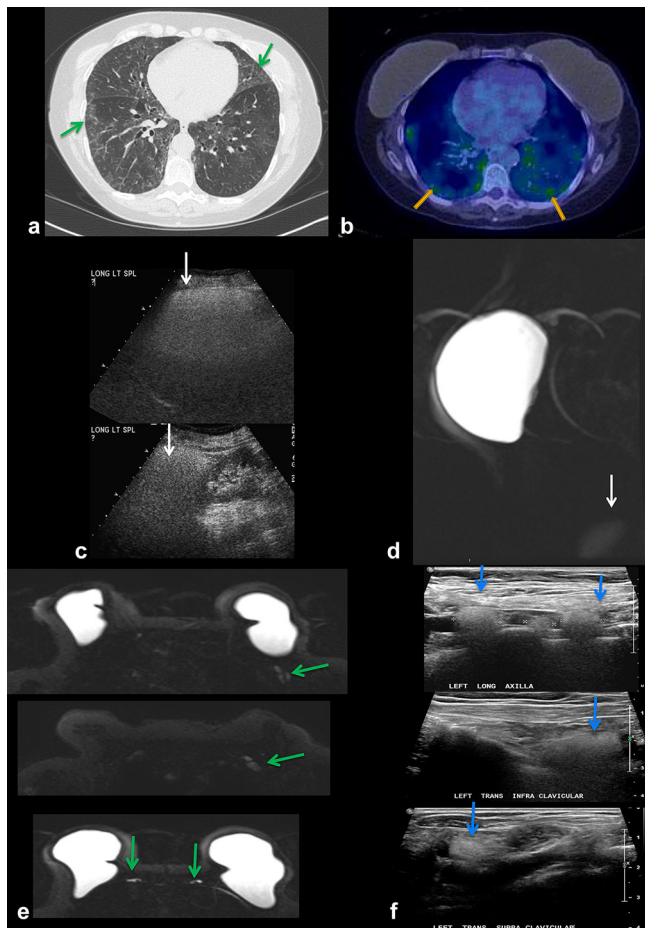 a
b
LONG LT SPL
?
LONG LT SPL
?
c
d
LEFT LONG AXILLA
LEFT TRANS INFRA CLAVICULAR
LEFT TRANS SUPRA CLAVICULAR
e
f